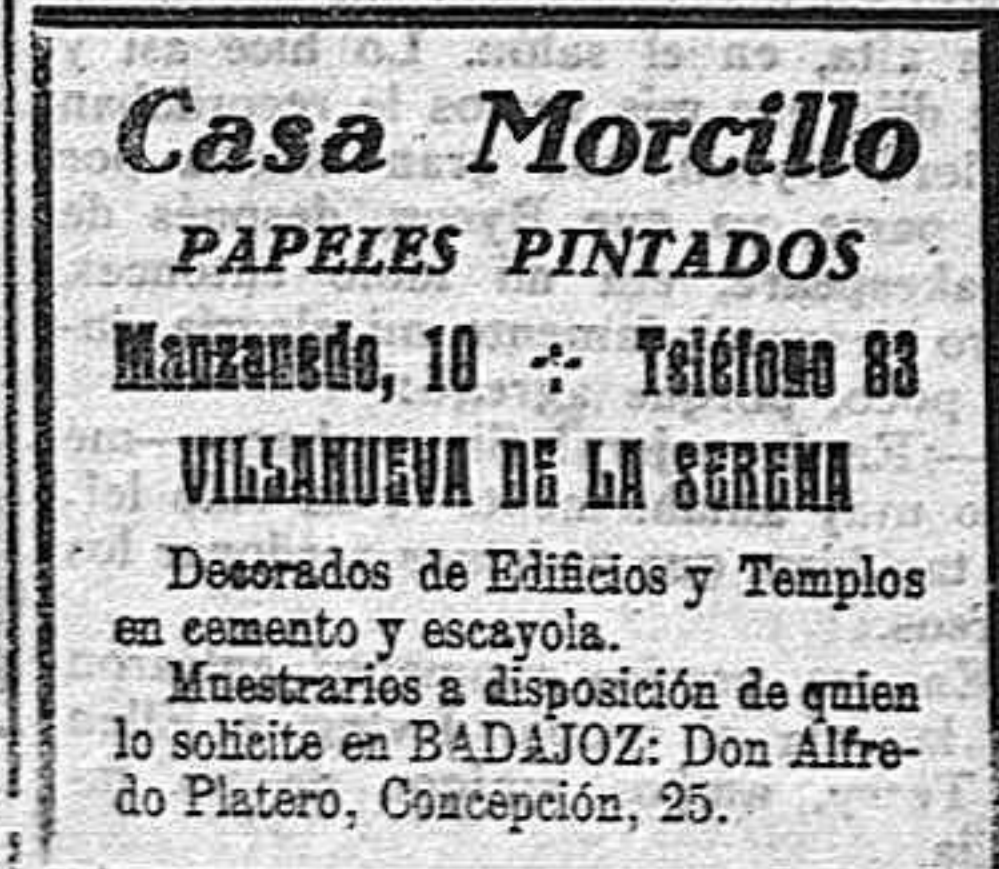 Casa Morcillo
PAPELES PINTADOS
Manzanedo, 10 ÷ Teléfono 83
VILLANUEVA DE LA SERENA
Decorados de Edificios y Templos
en cemento y escayola.
Muestrarios a disposición de quien
lo solicite en BADAJOZ: Don Alfre-
do Platero, Concepción, 25.